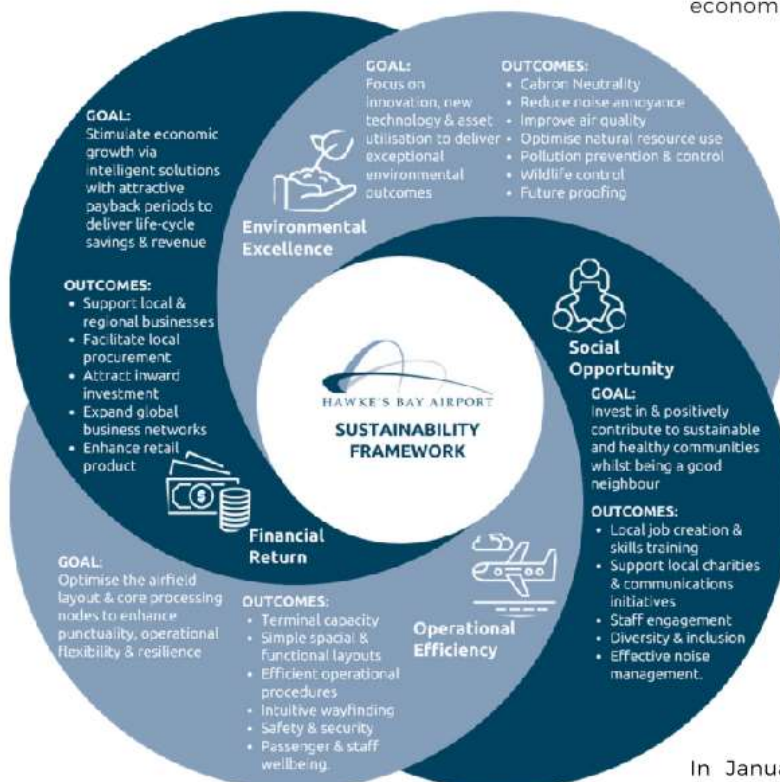 econom
GOAL:
Focus on
innovation, new
technology & asset
utilisation to deliver
exceptional
environmental
outcomes
OUTCOMES:
• Cabron Neutrality
• Reduce noise annoyance
• Improve air quality
• Optimise natural resource use
• Pollution prevention & control
• Wildlife control
• Future proofing
Environmental
Excellence
GOAL:
Stimulate economic
growth via
intelligent solutions
with attractive
payback periods to
deliver life-cycle
savings & revenue
OUTCOMES:
• Support local &
regional businesses
• Facilitate local
procurement
• Attract inward
investment
• Expand global
business networks
• Enhance retail
product
Financial
Return
HAWKE'S BAY AIRPORT
SUSTAINABILITY
FRAMEWORK
Social
Opportunity
GOAL:
Invest in & positively
contribute to sustainable
and healthy communities
whilst being a good
neighbour
OUTCOMES:
• Local job creation &
skills training
• Support local charities
& communications
initiatives
• Staff engagement
• Diversity & inclusion
• Effective noise
management.
GOAL:
Optimise the airfield
layout & core processing
nodes to enhance
punctuality, operational
flexibility & resilience
OUTCOMES:
• Terminal capacity
• Simple spacial &
functional layouts
• Efficient operational
procedures
• Intuitive wayfinding
• Safety & security
• Passenger & staff
wellbeing.
Operational
Efficiency
In Janua